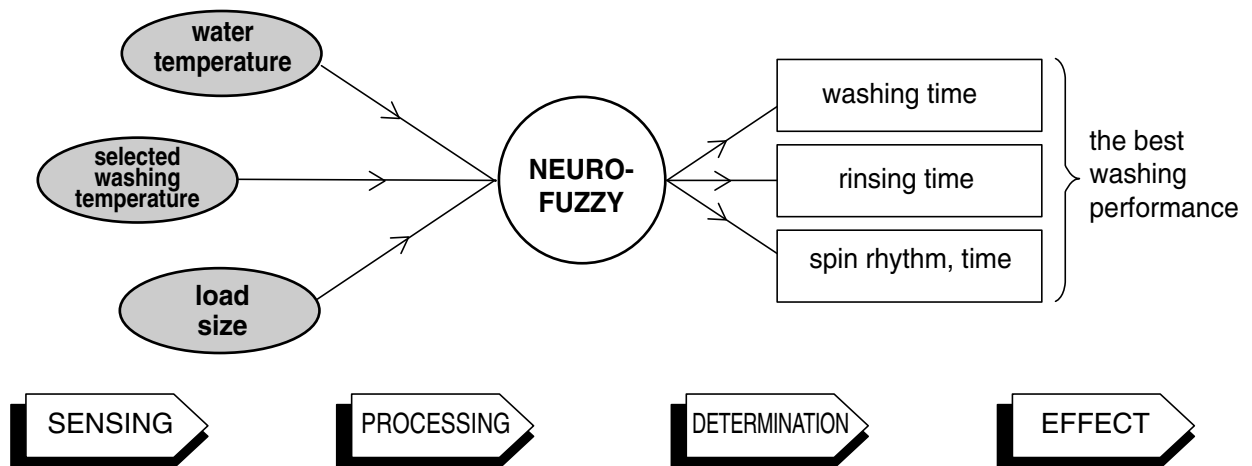 water
temperature
selected
washing
temperature
load
size
NEURO-
FUZZY
washing time
rinsing time
spin rhythm, time
the best
washing
performance
SENSING
PROCESSING
DETERMINATION
EFFECT